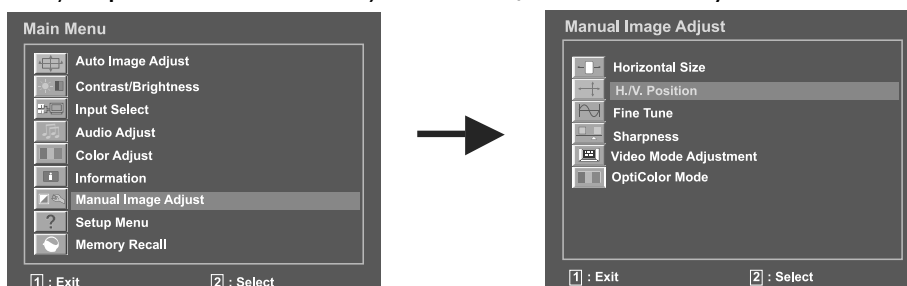 Main Menu
Auto Image Adjust
Contrast/Brightness
Input Select
Audio Adjust
Color Adjust
Information
Manual Image Adjust
Setup Menu
Memory Recall
1 : Exit 2 : Select
Manual Image Adjust
Horizontal Size
H./V. Position
Fine Tune
Sharpness
Video Mode Adjustment
OptiColor Mode
1 : Exit 2 : Select